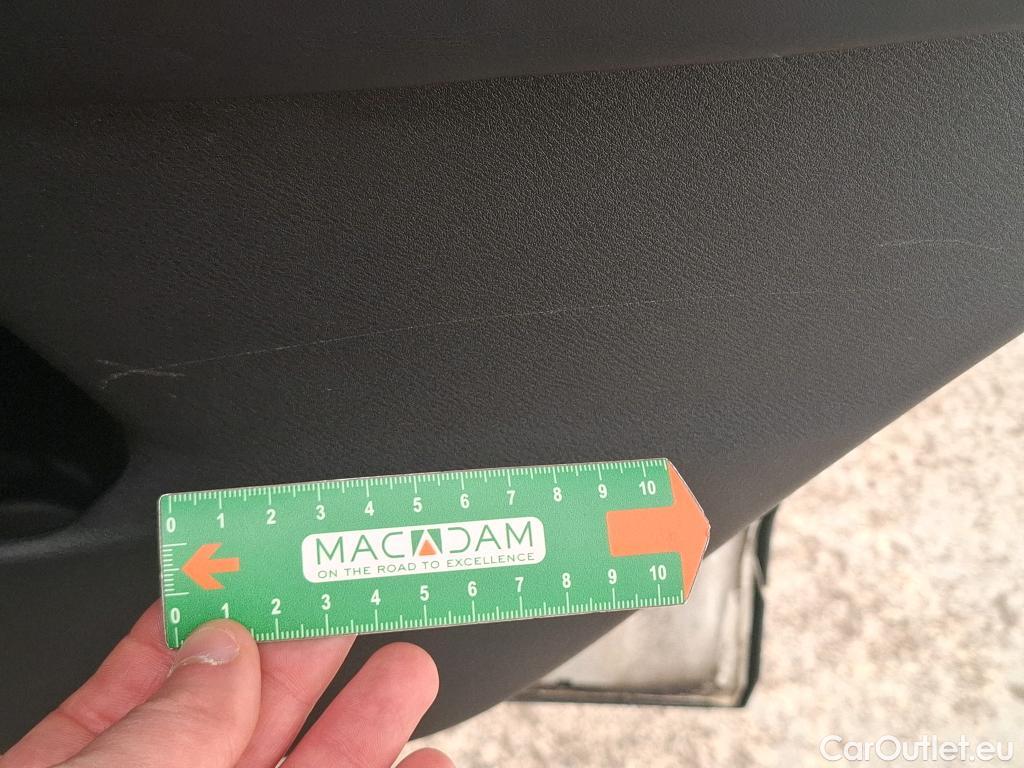 0 1 2 3 4 5 6 7 8 9 10
MACADAM
ON THE ROAD TO EXCELLENCE
0 1 2 3 4 5 6 7 8 9 10
CarOutlet.eu